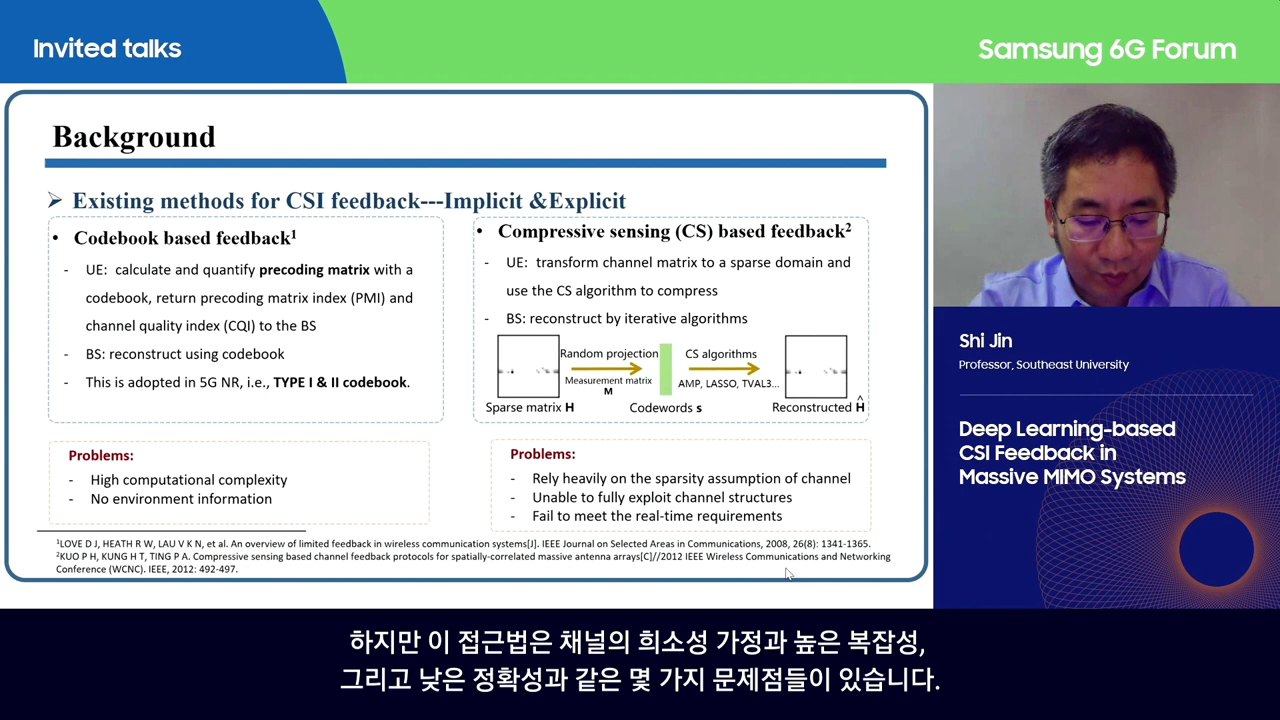 Invited talks
Samsung 6G Forum
Background
➢ Existing methods for CSI feedback---Implicit &Explicit
• Codebook based feedback¹
- UE: calculate and quantify precoding matrix with a
codebook, return precoding matrix index (PMI) and
channel quality index (CQI) to the BS
- BS: reconstruct using codebook
- This is adopted in 5G NR, i.e., TYPE I & II codebook.
Problems:
- High computational complexity
- No environment information
• Compressive sensing (CS) based feedback²
- UE: transform channel matrix to a sparse domain and
use the CS algorithm to compress
- BS: reconstruct by iterative algorithms
Random projection
Measurement matrix
M
CS algorithms
AMP, LASSO, TVAL3...
Sparse matrix H
Codewords s
Reconstructed Ĥ
Problems:
- Rely heavily on the sparsity assumption of channel
- Unable to fully exploit channel structures
- Fail to meet the real-time requirements
¹LOVE D J, HEATH R W, LAU V K N, et al. An overview of limited feedback in wireless communication systems[J]. IEEE Journal on Selected Areas in Communications, 2008, 26(8): 1341-1365.
²KUO P H, KUNG H T, TING P A. Compressive sensing based channel feedback protocols for spatially-correlated massive antenna arrays[C]//2012 IEEE Wireless Communications and Networking
Conference (WCNC). IEEE, 2012: 492-497.
Shi Jin
Professor, Southeast University
Deep Learning-based
CSI Feedback in
Massive MIMO Systems
하지만 이 접근법은 채널의 희소성 가정과 높은 복잡성,
그리고 낮은 정확성과 같은 몇 가지 문제점들이 있습니다.